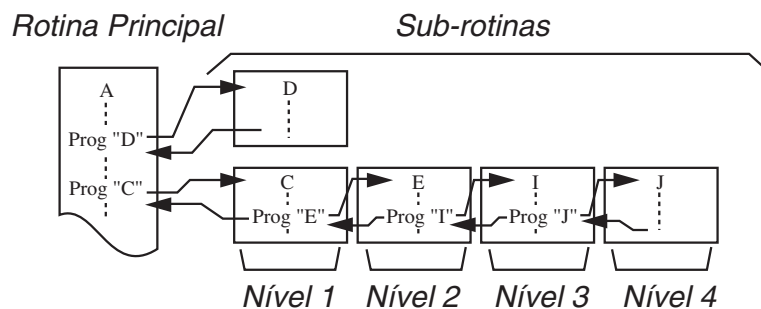 Rotina Principal Sub-rotinas
A D
Prog "D"
Prog "C" C E I J
Prog "E" Prog "I" Prog "J"
Nível 1 Nível 2 Nível 3 Nível 4